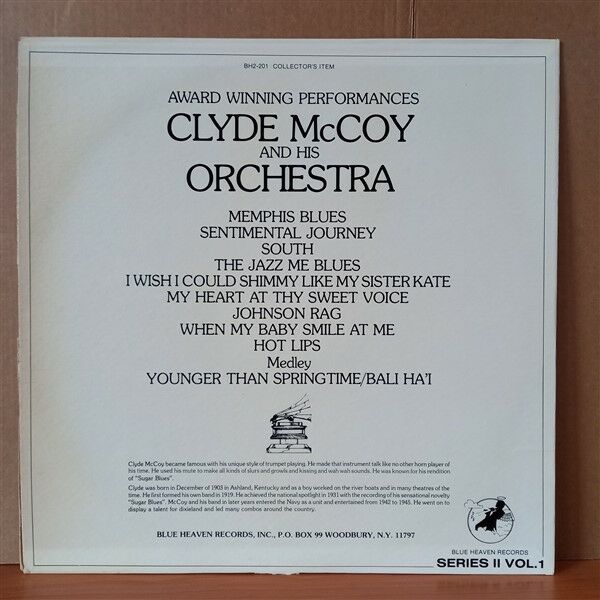 BH2-201 COLLECTOR'S ITEM
AWARD WINNING PERFORMANCES
CLYDE McCOY
AND HIS
ORCHESTRA
MEMPHIS BLUES
SENTIMENTAL JOURNEY
SOUTH
THE JAZZ ME BLUES
I WISH I COULD SHIMMY LIKE MY SISTER KATE
MY HEART AT THY SWEET VOICE
JOHNSON RAG
WHEN MY BABY SMILE AT ME
HOT LIPS
Medley
YOUNGER THAN SPRINGTIME/BALI HA'I
Clyde McCoy became famous with his unique style of trumpet playing. He made that instrument talk like no other horn player of
his time. He used his mute to make all kinds of slurs and growls and kissing and wah wah sounds. He was known for his rendition
of "Sugar Blues".
Clyde was born in December of 1903 in Ashland, Kentucky and as a boy worked on the river boats and in many theatres of the
time. He first formed his own band in 1919. He achieved the national spotlight in 1931 with the recording of his sensational novelty
"Sugar Blues". McCoy and his band in later years entered the Navy as a unit and entertained from 1942 to 1945. He went on to
display a talent for dixieland and led many combos around the country.
BLUE HEAVEN RECORDS, INC., P.O. BOX 99 WOODBURY, N.Y. 11797
BLUE HEAVEN RECORDS
SERIES II VOL.1